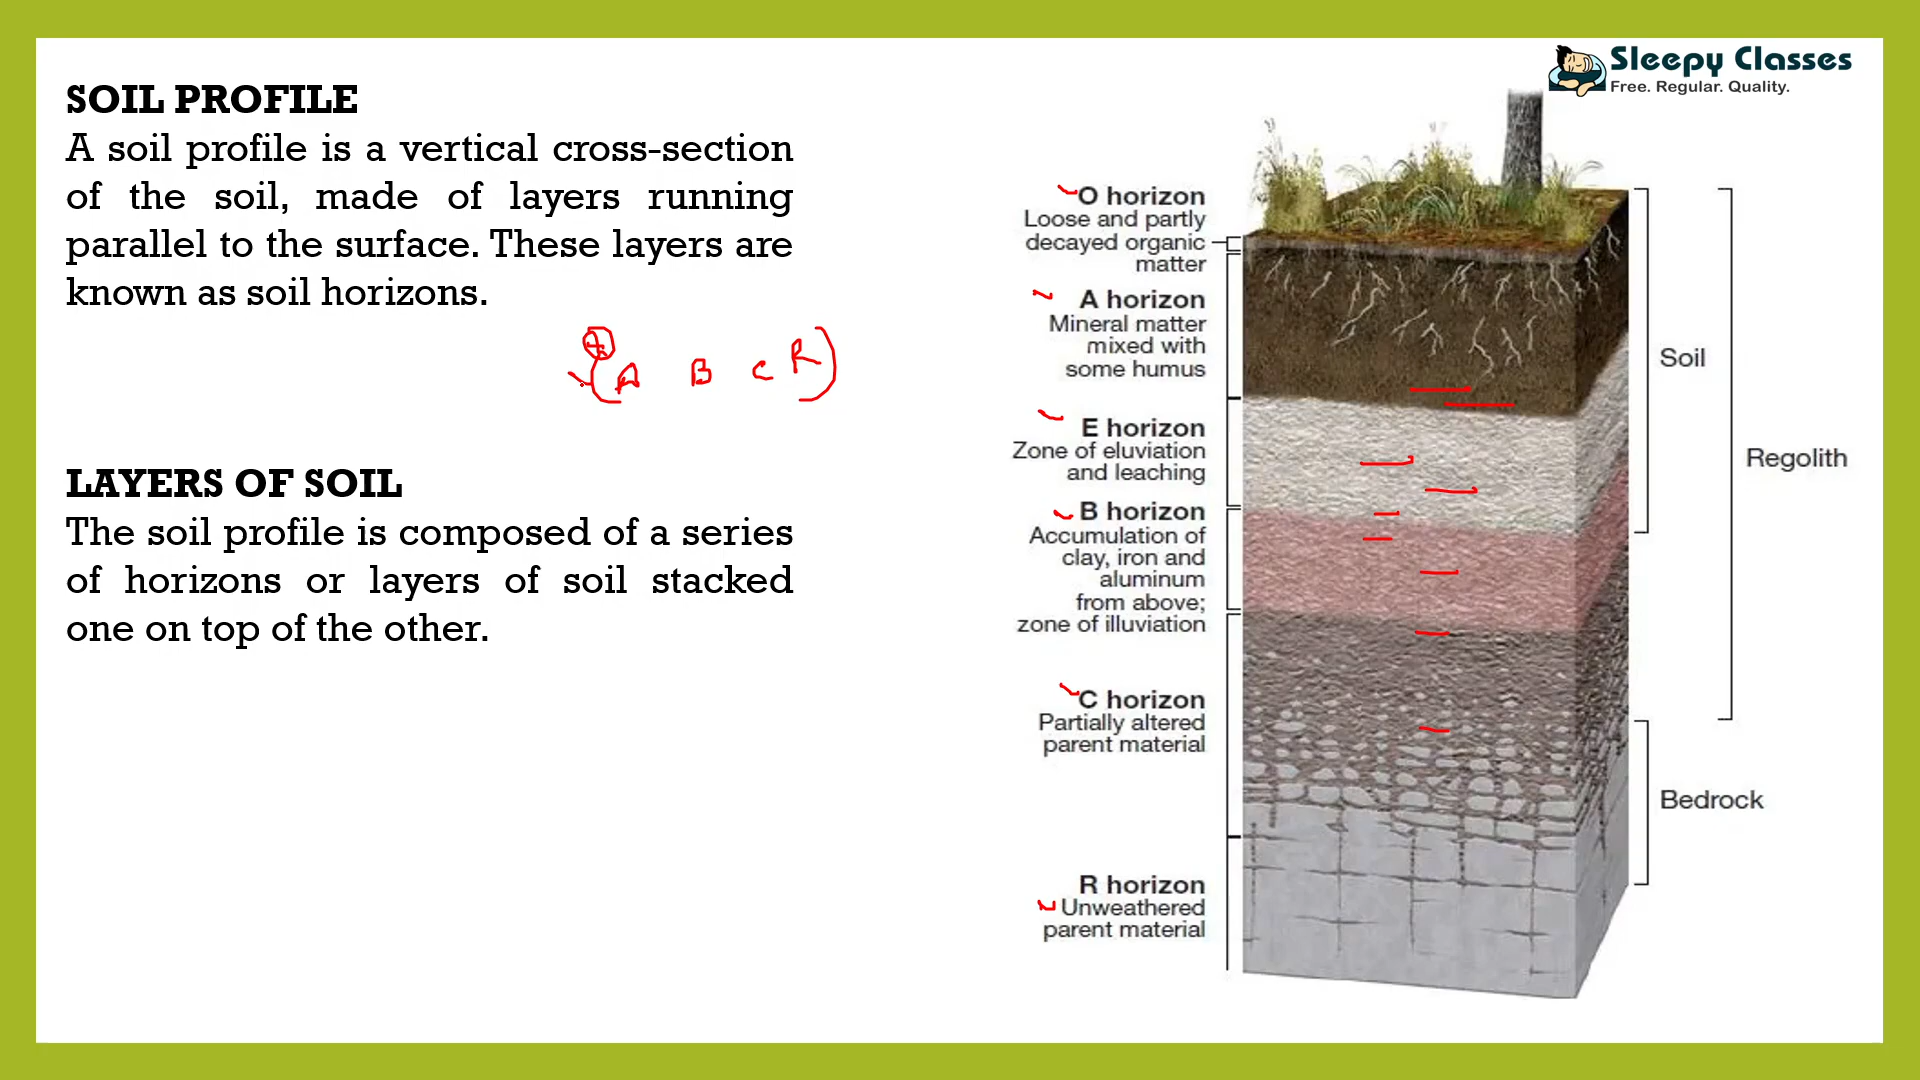 Sleepy Classes
Free. Regular. Quality.
SOIL PROFILE
A soil profile is a vertical cross-section
of the soil, made of layers running
parallel to the surface. These layers are
known as soil horizons.
A B C R
LAYERS OF SOIL
The soil profile is composed of a series
of horizons or layers of soil stacked
one on top of the other.
O horizon
Loose and partly
decayed organic
matter
A horizon
Mineral matter
mixed with
some humus
E horizon
Zone of eluviation
and leaching
B horizon
Accumulation of
clay, iron and
aluminum
from above;
zone of illuviation
C horizon
Partially altered
parent material
R horizon
Unweathered
parent material
Soil
Regolith
Bedrock